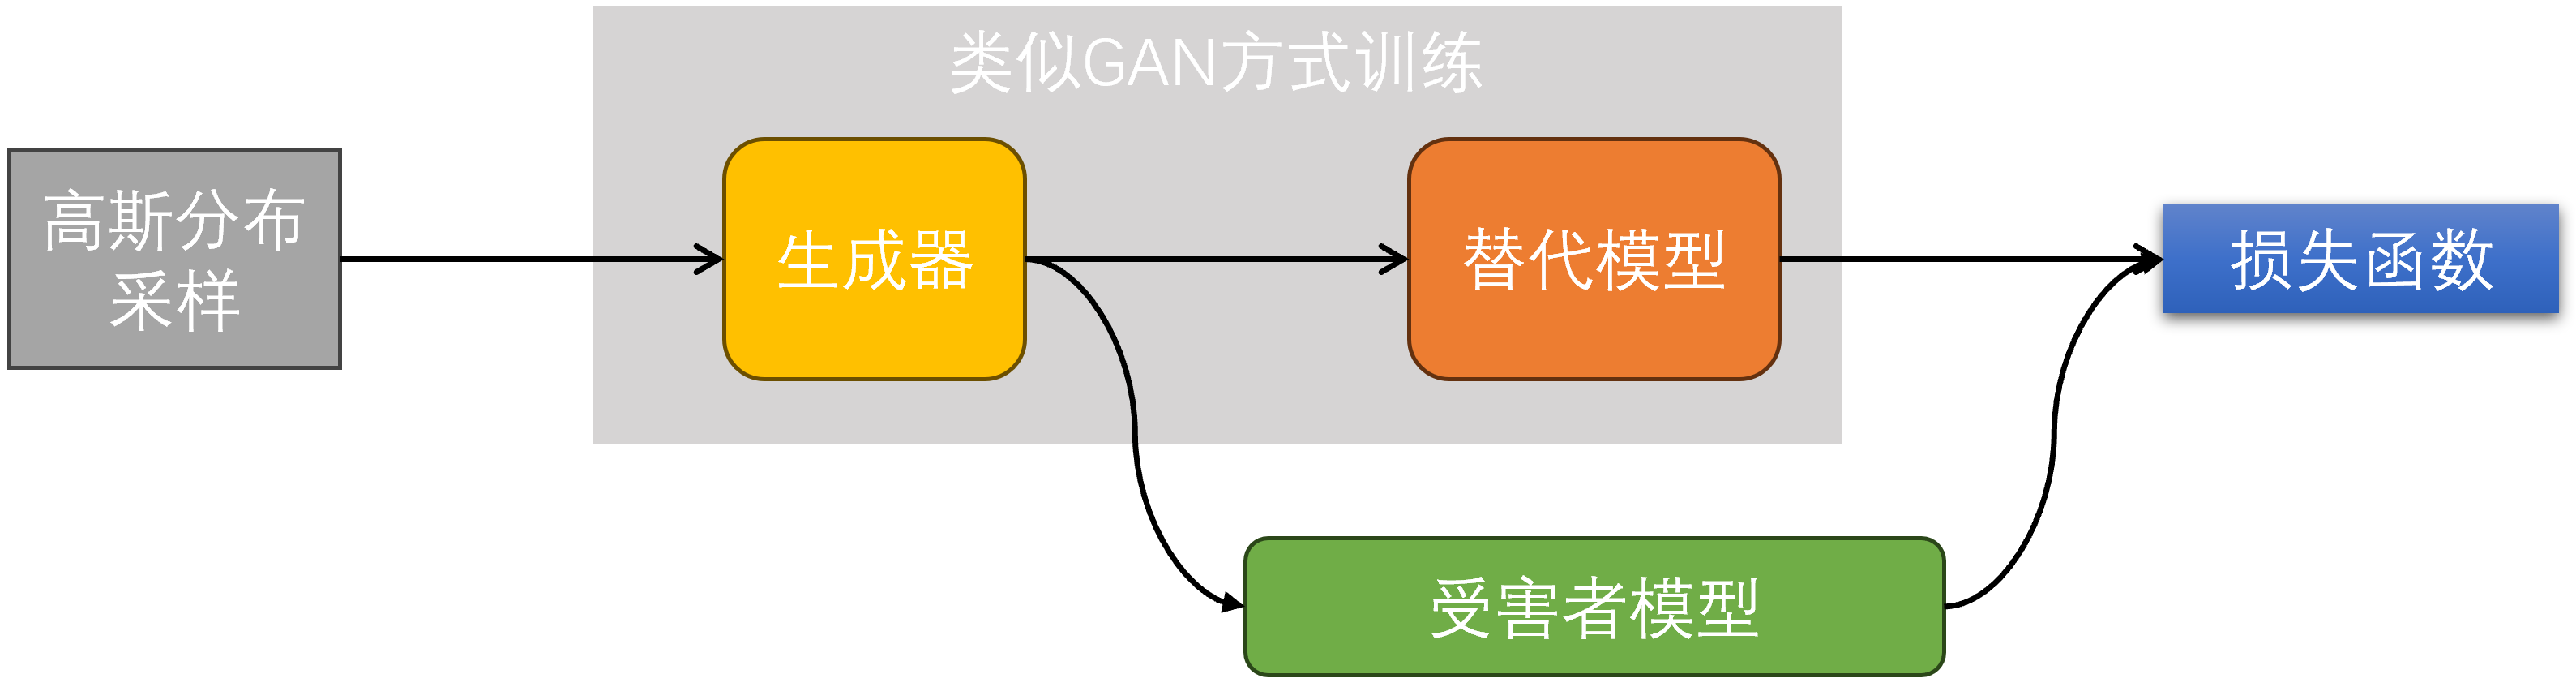 类似GAN方式训练
高斯分布
采样
生成器
替代模型
损失函数
受害者模型